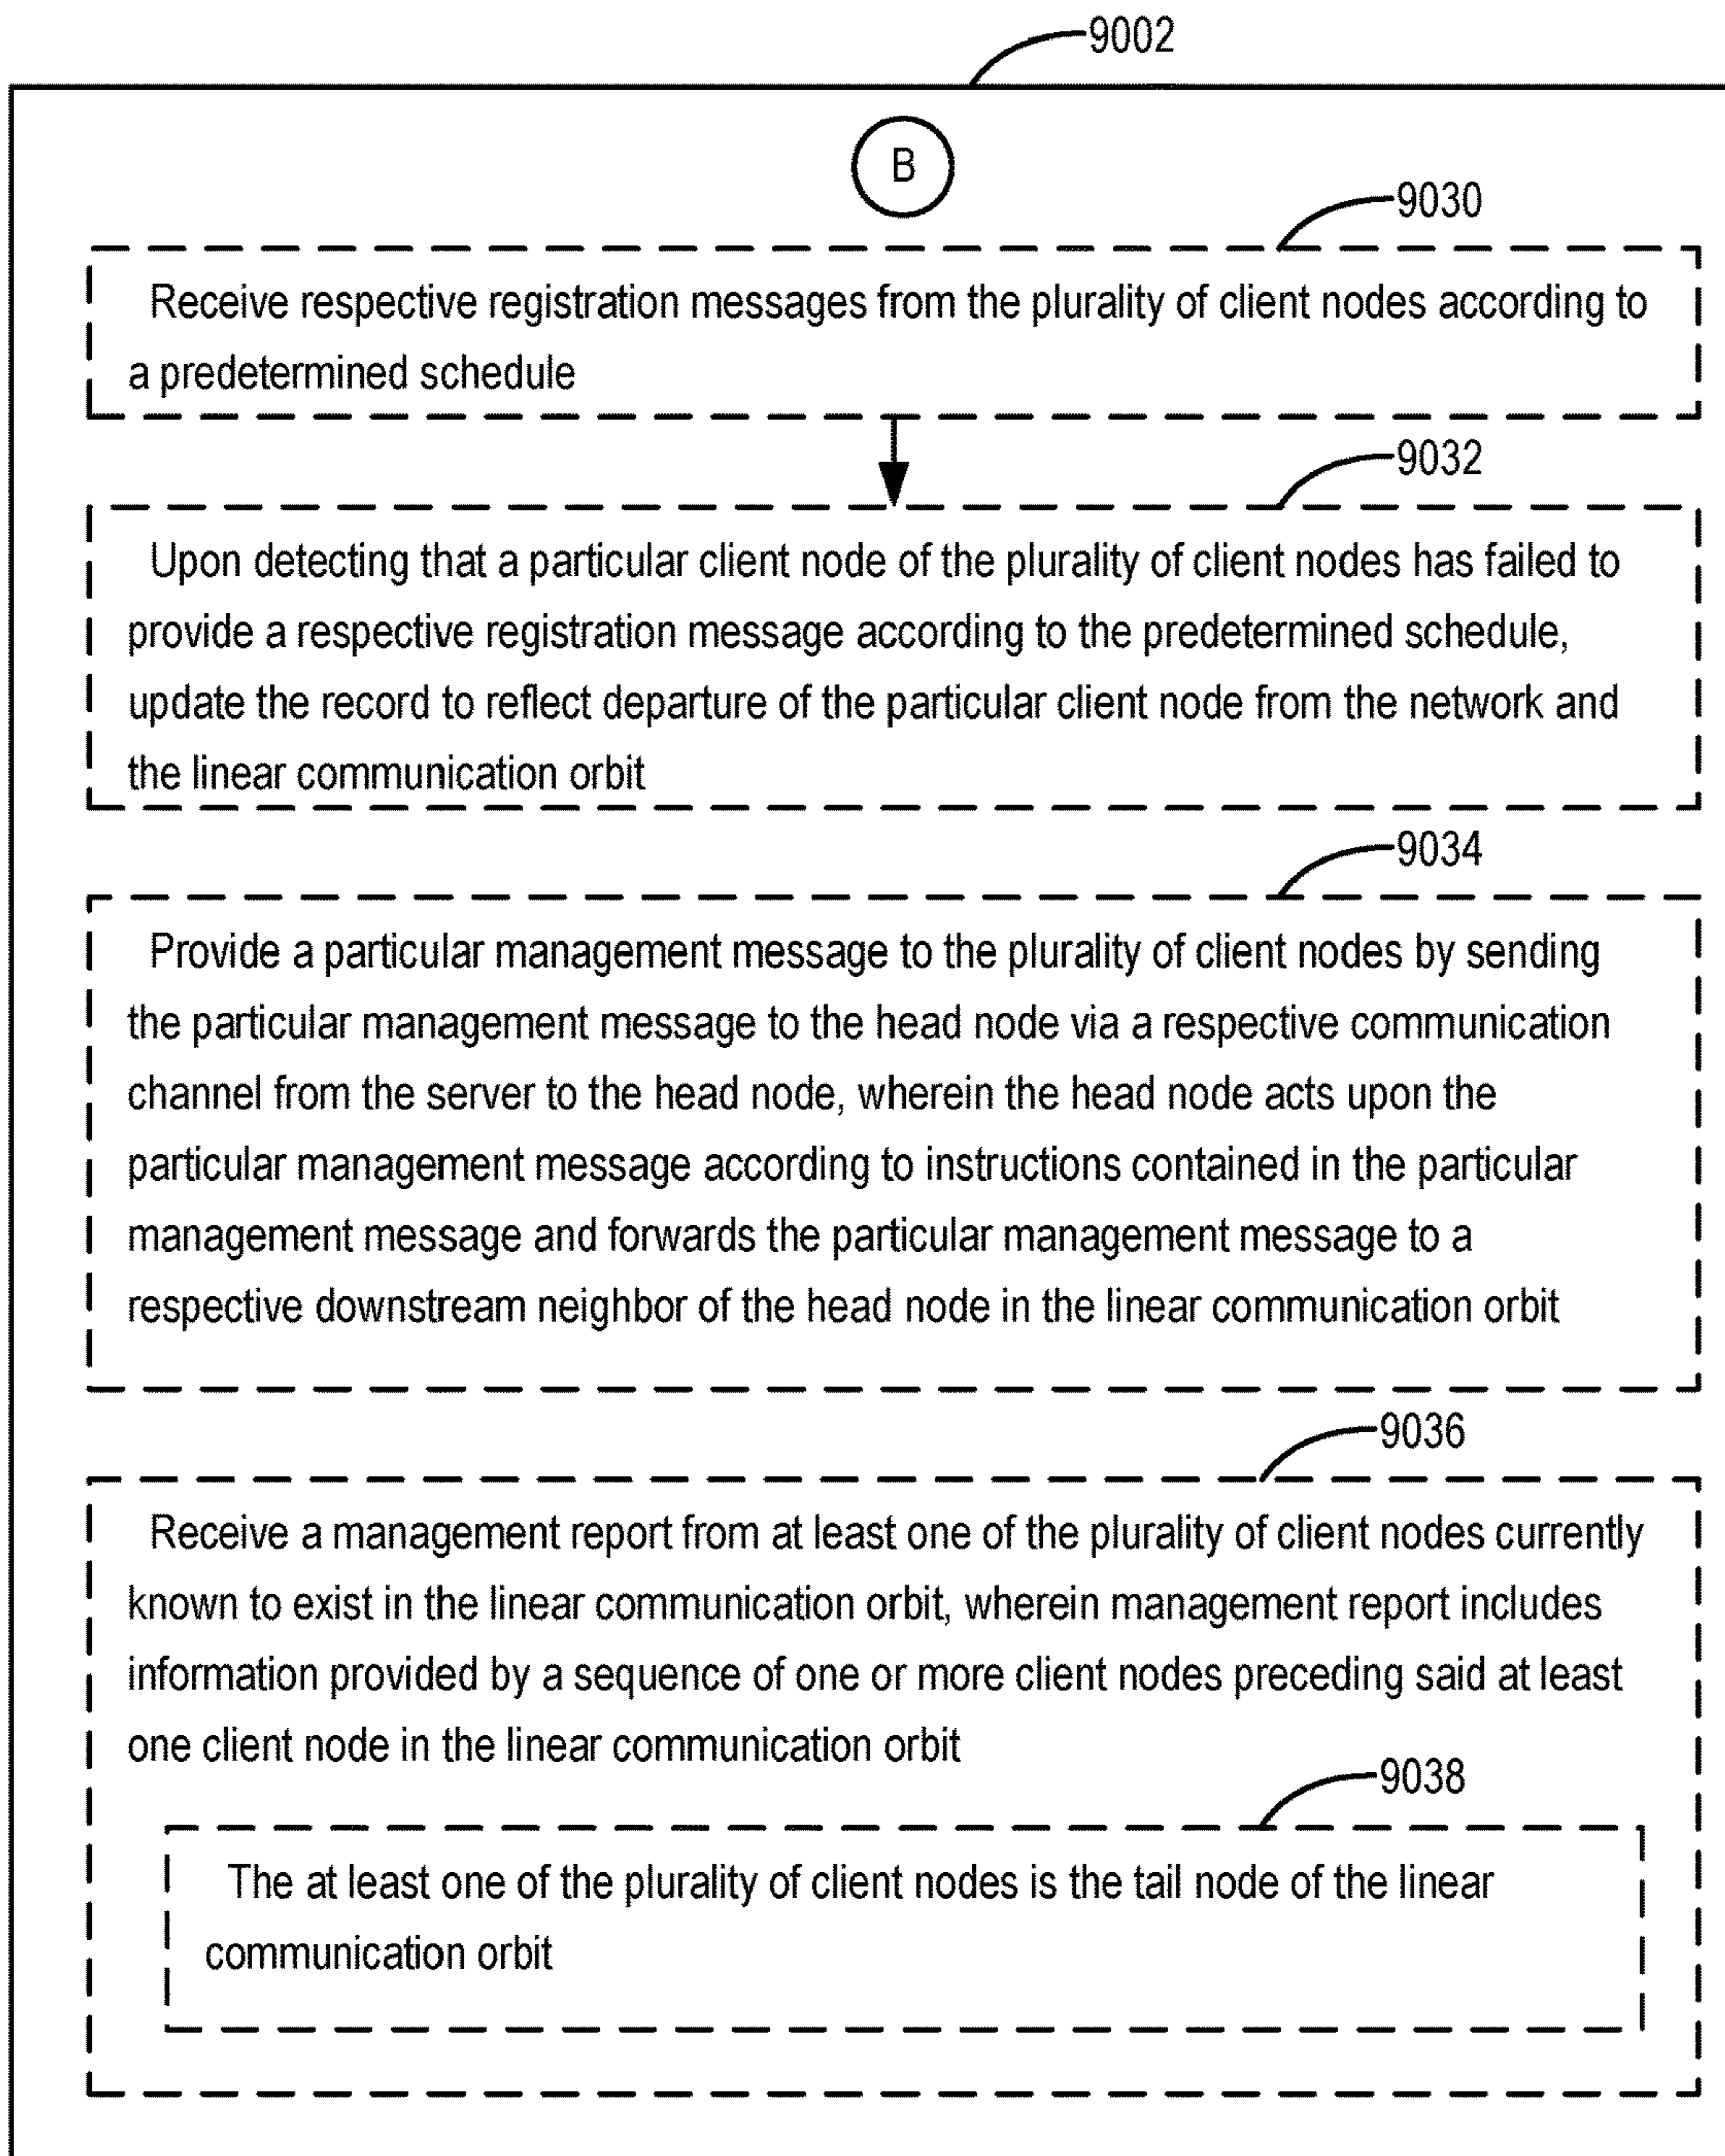 9002
B
9030
Receive respective registration messages from the plurality of client nodes according to
a predetermined schedule
9032
Upon detecting that a particular client node of the plurality of client nodes has failed to
provide a respective registration message according to the predetermined schedule,
update the record to reflect departure of the particular client node from the network and
the linear communication orbit
9034
Provide a particular management message to the plurality of client nodes by sending
the particular management message to the head node via a respective communication
channel from the server to the head node, wherein the head node acts upon the
particular management message according to instructions contained in the particular
management message and forwards the particular management message to a
respective downstream neighbor of the head node in the linear communication orbit
9036
Receive a management report from at least one of the plurality of client nodes currently
known to exist in the linear communication orbit, wherein management report includes
information provided by a sequence of one or more client nodes preceding said at least
one client node in the linear communication orbit
9038
The at least one of the plurality of client nodes is the tail node of the linear
communication orbit